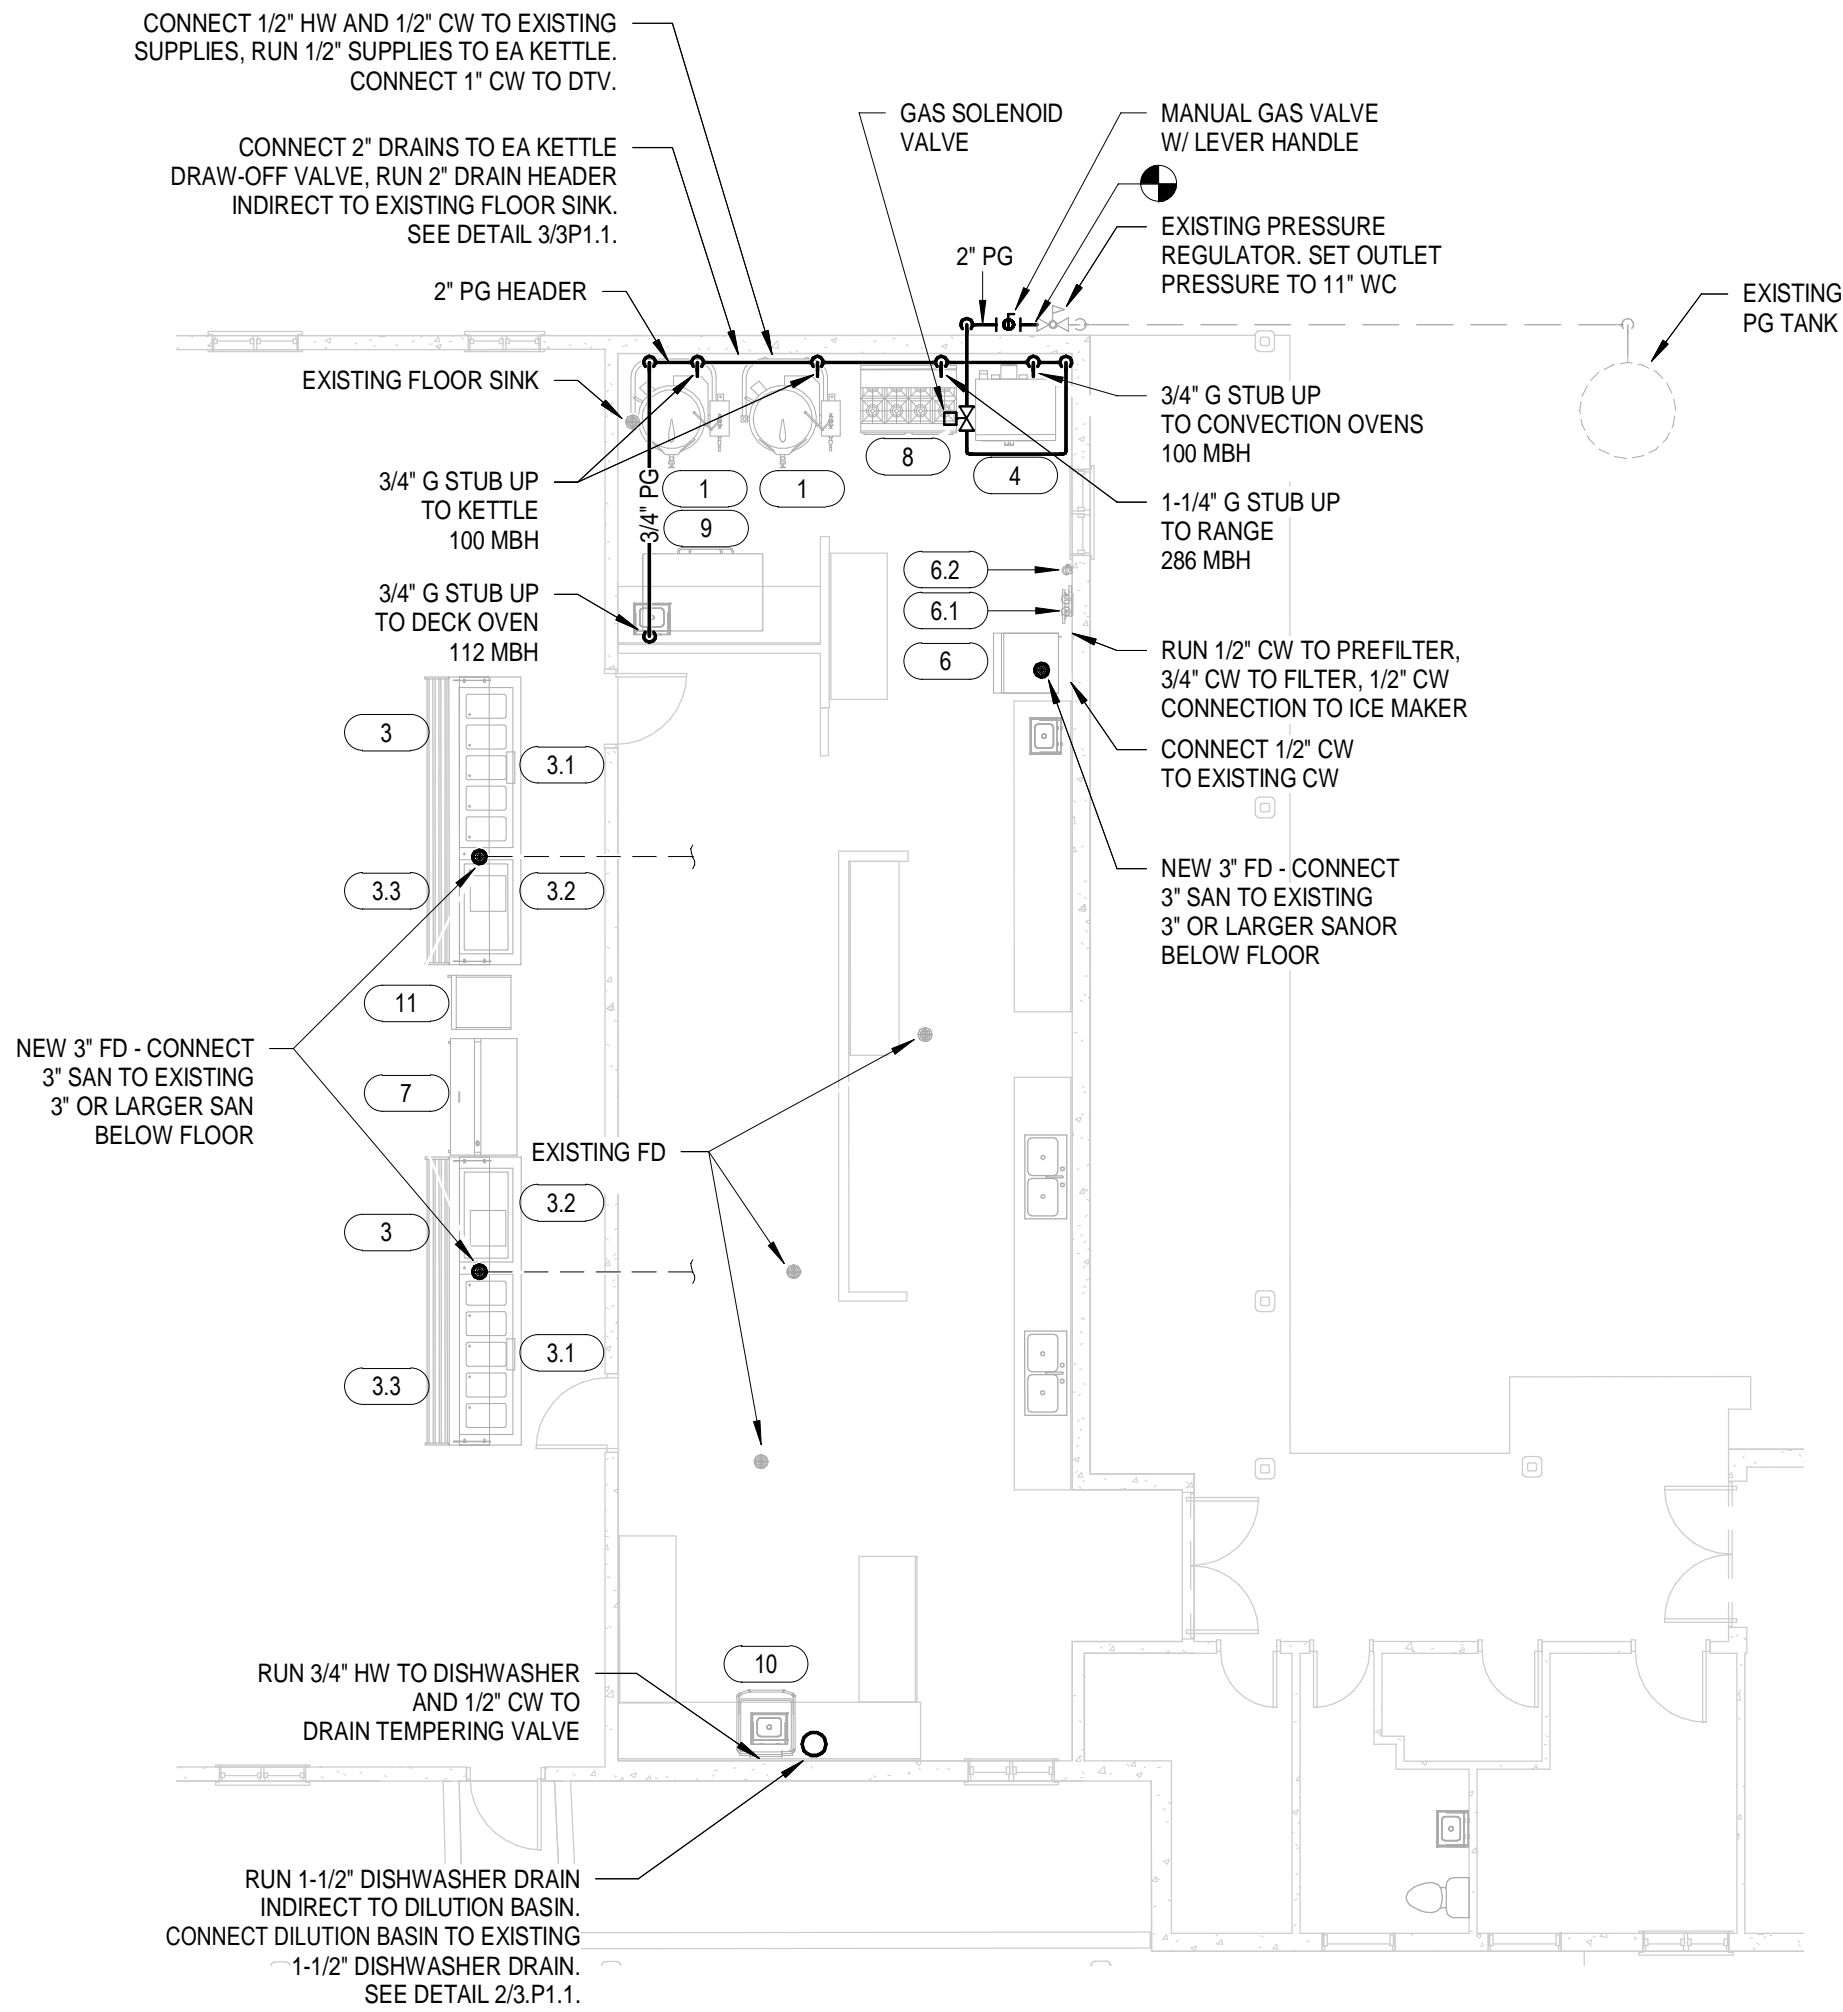 CONNECT 1/2" HW AND 1/2" CW TO EXISTING
SUPPLIES, RUN 1/2" SUPPLIES TO EA KETTLE.
CONNECT 1" CW TO DTV.
CONNECT 2" DRAINS TO EA KETTLE
DRAW-OFF VALVE, RUN 2" DRAIN HEADER
INDIRECT TO EXISTING FLOOR SINK.
SEE DETAIL 3/3P1.1.
2" PG HEADER
GAS SOLENOID
VALVE
MANUAL GAS VALVE
W/ LEVER HANDLE
EXISTING PRESSURE
REGULATOR. SET OUTLET
PRESSURE TO 11" WC
2" PG
EXISTING
PG TANK
EXISTING FLOOR SINK
3/4" G STUB UP
TO CONVECTION OVENS
100 MBH
8
4
3/4" G STUB UP
TO KETTLE
100 MBH
3/4" PG
1
1
9
1-1/4" G STUB UP
TO RANGE
286 MBH
6.2
6.1
6
3/4" G STUB UP
TO DECK OVEN
112 MBH
RUN 1/2" CW TO PREFILTER,
3/4" CW TO FILTER, 1/2" CW
CONNECTION TO ICE MAKER
CONNECT 1/2" CW
TO EXISTING CW
NEW 3" FD - CONNECT
3" SAN TO EXISTING
3" OR LARGER SANOR
BELOW FLOOR
3
3.1
3.3
3.2
11
NEW 3" FD - CONNECT
3" SAN TO EXISTING
3" OR LARGER SAN
BELOW FLOOR
7
EXISTING FD
3.2
3
3.1
3.3
10
RUN 3/4" HW TO DISHWASHER
AND 1/2" CW TO
DRAIN TEMPERING VALVE
RUN 1-1/2" DISHWASHER DRAIN
INDIRECT TO DILUTION BASIN.
CONNECT DILUTION BASIN TO EXISTING
1-1/2" DISHWASHER DRAIN.
SEE DETAIL 2/3.P1.1.